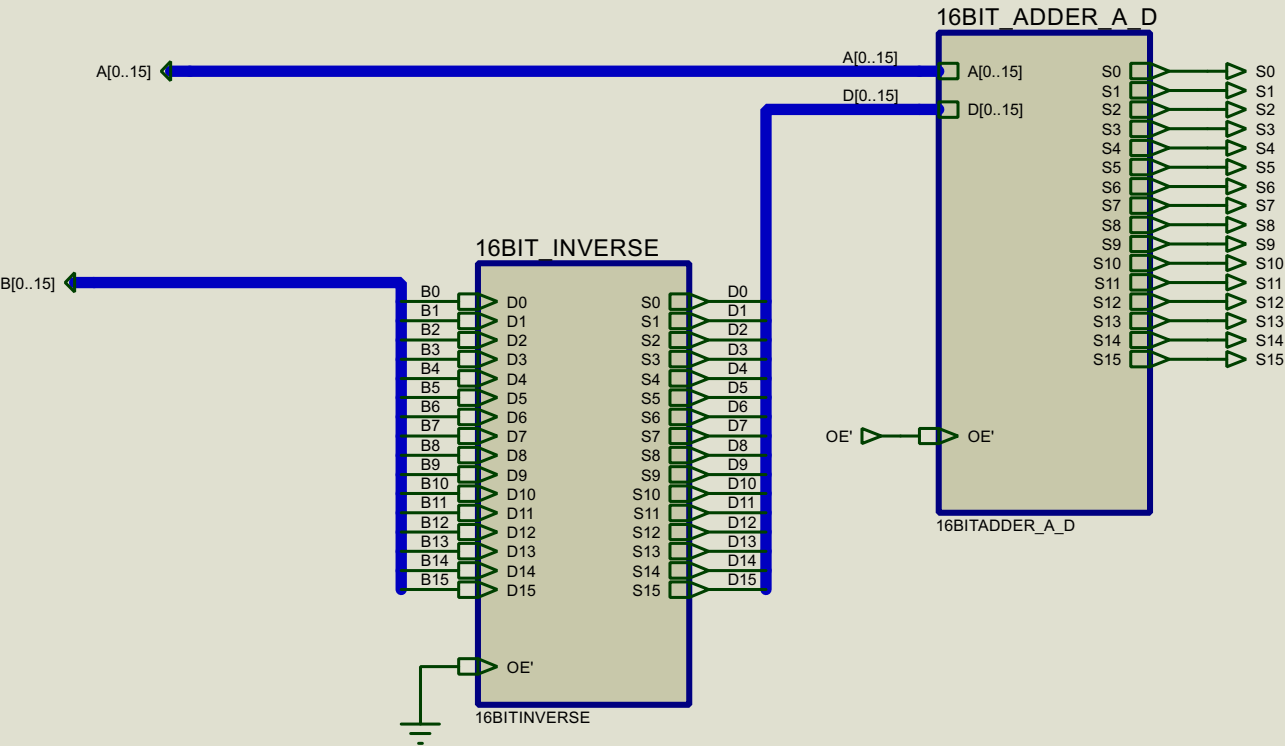 16BIT_ADDER_A_D
A[0..15]
A[0..15]
A[0..15]
D[0..15]
D[0..15]
S0
S1
S2
S3
S4
S5
S6
S7
S8
S9
S10
S11
S12
S13
S14
S15
S0
S1
S2
S3
S4
S5
S6
S7
S8
S9
S10
S11
S12
S13
S14
S15
OE'
OE'
16BITADDER_A_D
16BIT_INVERSE
B[0..15]
B0
B1
B2
B3
B4
B5
B6
B7
B8
B9
B10
B11
B12
B13
B14
B15
D0
D1
D2
D3
D4
D5
D6
D7
D8
D9
D10
D11
D12
D13
D14
D15
S0
S1
S2
S3
S4
S5
S6
S7
S8
S9
S10
S11
S12
S13
S14
S15
D0
D1
D2
D3
D4
D5
D6
D7
D8
D9
D10
D11
D12
D13
D14
D15
OE'
16BITINVERSE